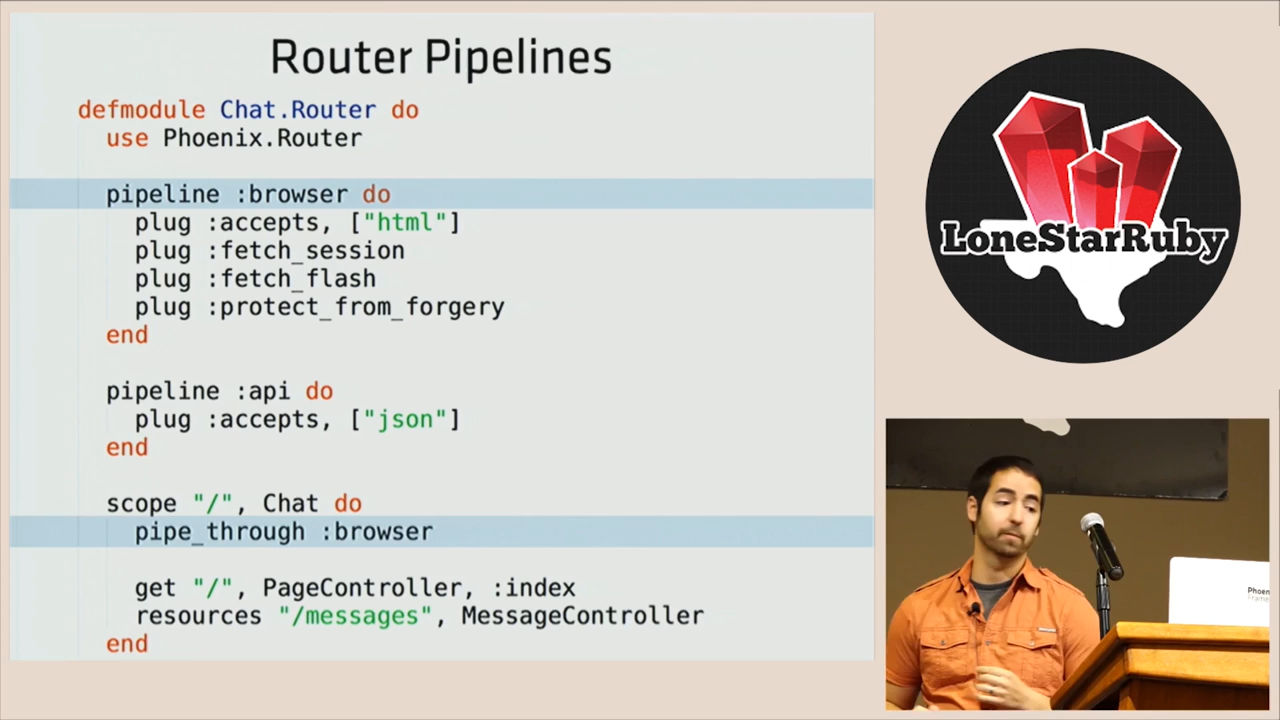 Router Pipelines
defmodule Chat.Router do
use Phoenix.Router
pipeline :browser do
plug :accepts, ["html"]
plug :fetch_session
plug :fetch_flash
plug :protect_from_forgery
end
pipeline :api do
plug :accepts, ["json"]
end
scope "/", Chat do
pipe_through :browser
get "/", PageController, :index
resources "/messages", MessageController
end
LoneStarRuby